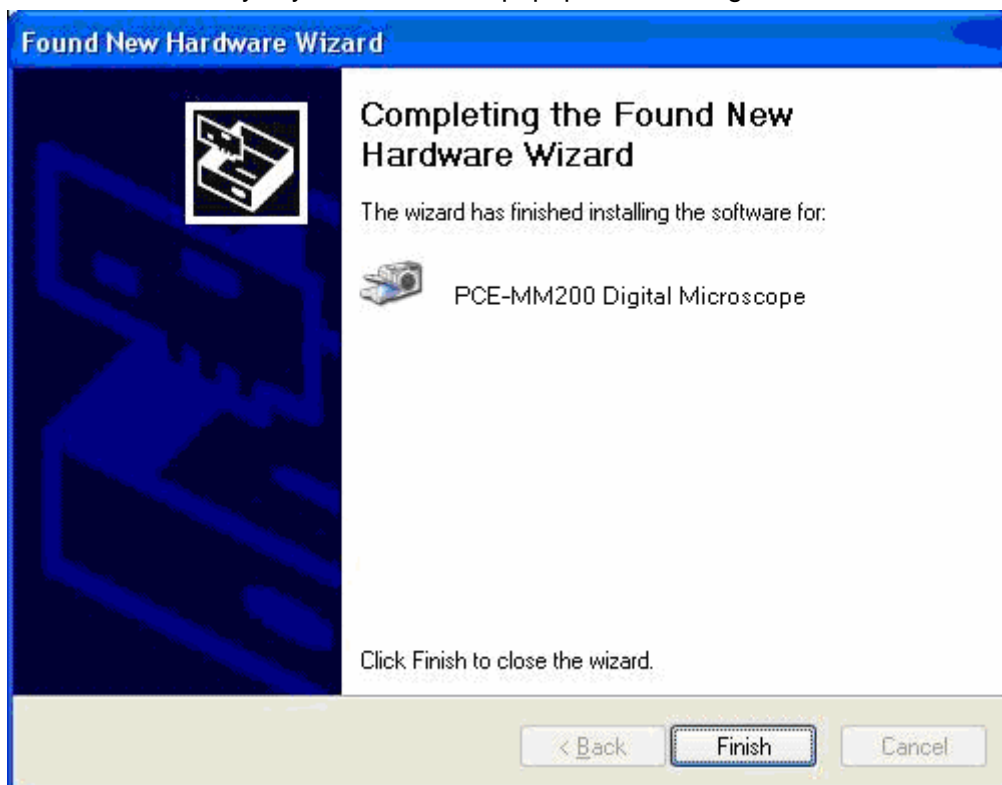 Found New Hardware Wizard
Completing the Found New
Hardware Wizard
The wizard has finished installing the software for:
PCE-MM200 Digital Microscope
Click Finish to close the wizard.
< Back
Finish
Cancel